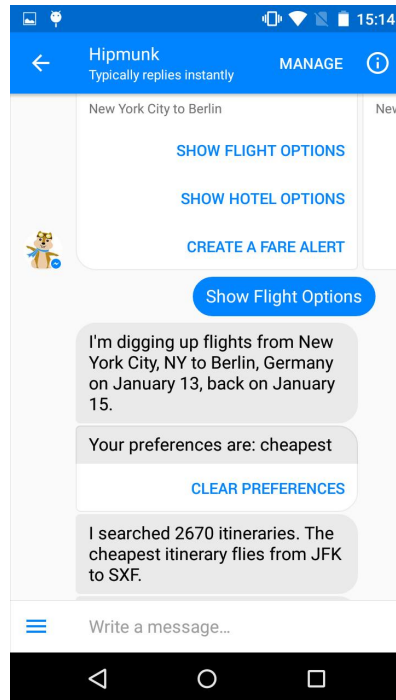 15:14
Hipmunk
Typically replies instantly
MANAGE
New York City to Berlin
SHOW FLIGHT OPTIONS
SHOW HOTEL OPTIONS
CREATE A FARE ALERT
Show Flight Options
I'm digging up flights from New
York City, NY to Berlin, Germany
on January 13, back on January
15.
Your preferences are: cheapest
CLEAR PREFERENCES
I searched 2670 itineraries. The
cheapest itinerary flies from JFK
to SXF.
Write a message...